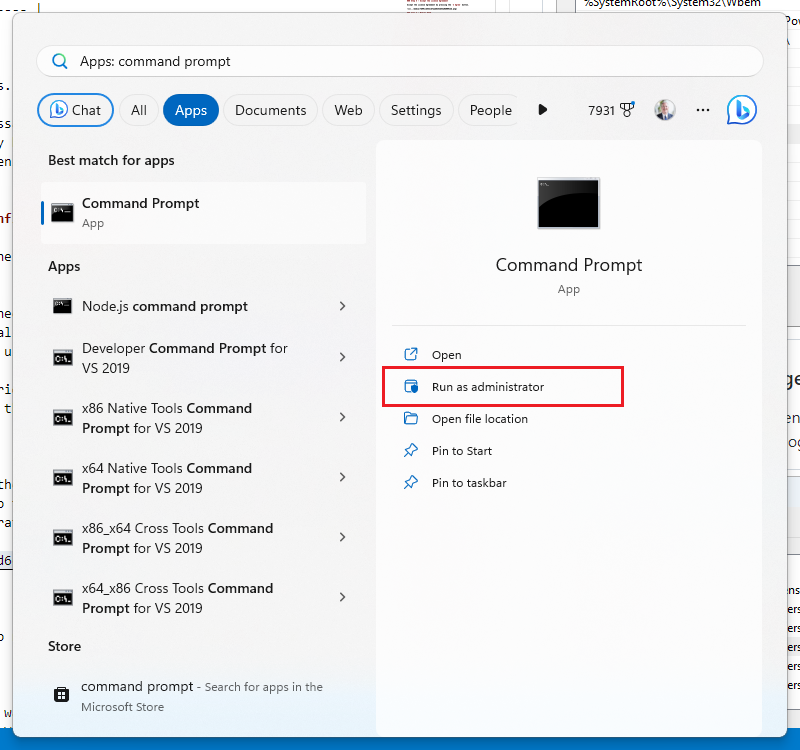 %SystemRoot%\System32\Wbem
Apps: command prompt
Chat
All
Apps
Documents
Web
Settings
People
7931
Best match for apps
Command Prompt
App
Apps
Node.js command prompt
Developer Command Prompt for
VS 2019
x86 Native Tools Command
Prompt for VS 2019
x64 Native Tools Command
Prompt for VS 2019
x86_x64 Cross Tools Command
Prompt for VS 2019
x64_x86 Cross Tools Command
Prompt for VS 2019
Store
command prompt - Search for apps in the
Microsoft Store
Command Prompt
App
Open
Run as administrator
Open file location
Pin to Start
Pin to taskbar